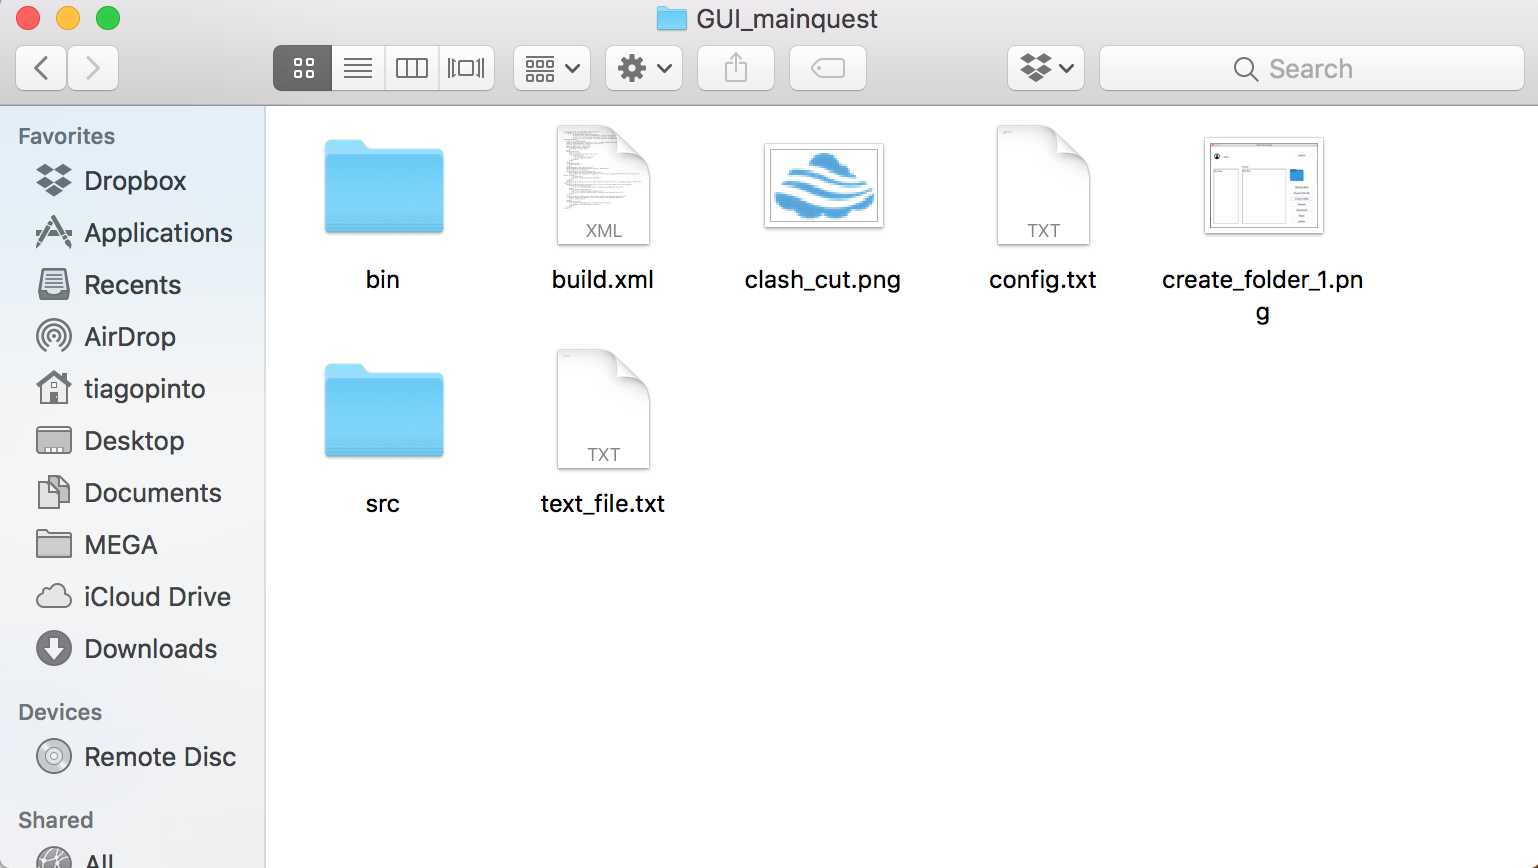 GUI_mainquest
Search
Favorites
Dropbox
Applications
Recents
AirDrop
tiagopinto
Desktop
Documents
MEGA
iCloud Drive
Downloads
Devices
Remote Disc
Shared
All
XML
TXT
bin
build.xml
clash_cut.png
config.txt
create_folder_1.pn
g
TXT
src
text_file.txt